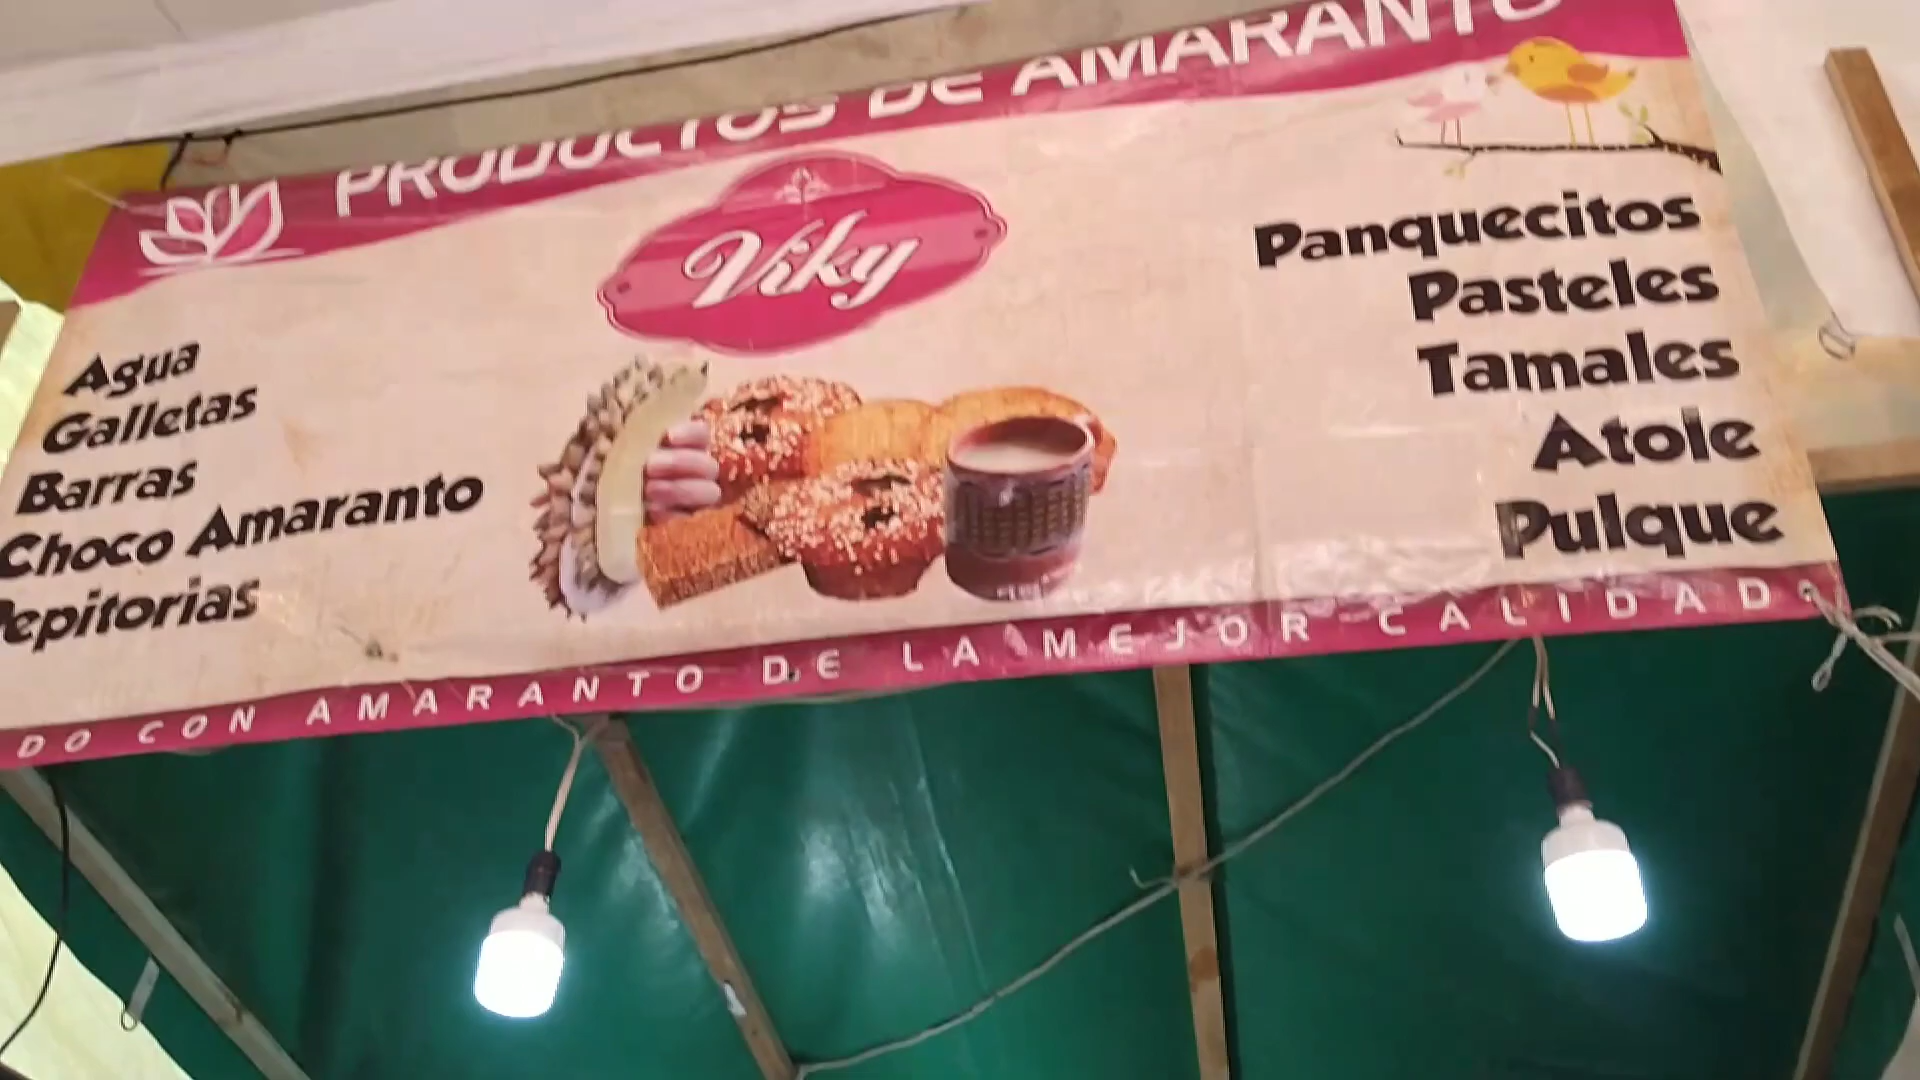 PRODUCTOS DE AMARANTO
Viky
Agua
Galletas
Barras
Choco Amaranto
Pepitorias
Panquecitos
Pasteles
Tamales
Atole
Pulque
CON AMARANTO DE LA MEJOR CALIDAD